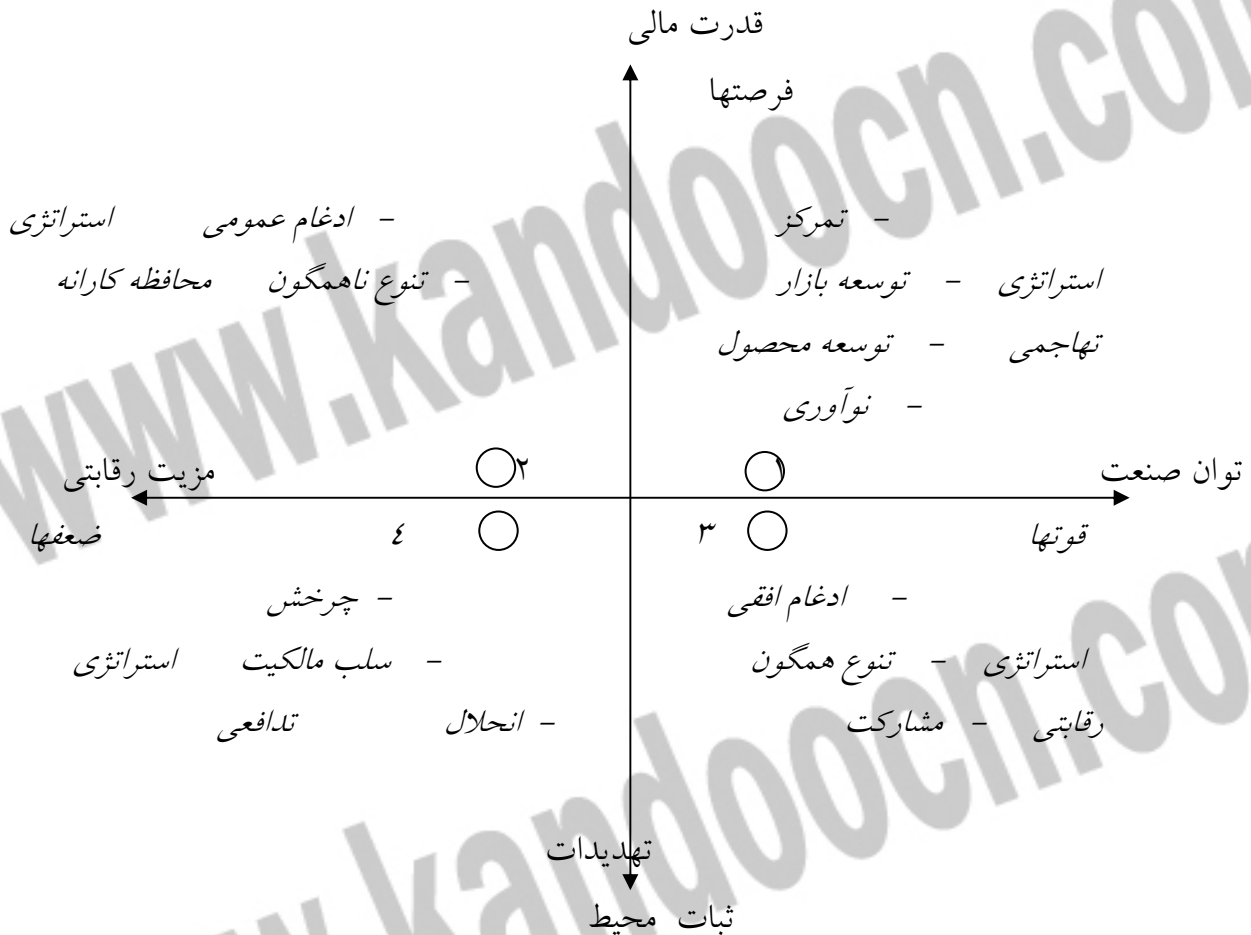 قدرت مالی
فرصتها
- تمرکز
استراتژی - توسعه بازار
تهاجمی - توسعه محصول
- نوآوری
- ادغام عمومی استراتژی
- تنوع ناهمگون محافظه کارانه
توان صنعت ۱ ۲ مزیت رقابتی
قوتها ۳ ٤ ضعفها
- ادغام افقی
استراتژی - تنوع همگون
رقابتی - مشارکت
- چرخش
- سلب مالکیت استراتژی
- انحلال تدافعی
تهدیدات
ثبات محیط
www.kandoocn.com
www.kandoocn.com